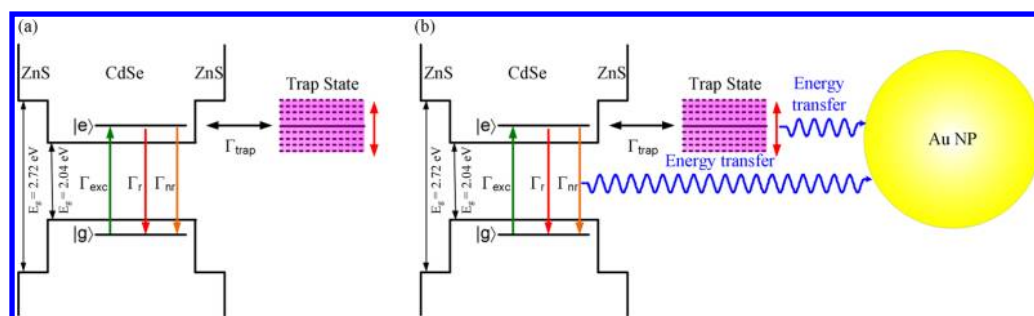 (a)
ZnS CdSe ZnS
Trap State
|e⟩
Γtrap
Eg = 2.72 eV
Eg = 2.04 eV
Γexc Γr Γnr
|g⟩
(b)
ZnS CdSe ZnS
Trap State
Energy
transfer
|e⟩
Γtrap
Energy transfer
Au NP
Eg = 2.72 eV
Eg = 2.04 eV
Γexc Γr Γnr
|g⟩